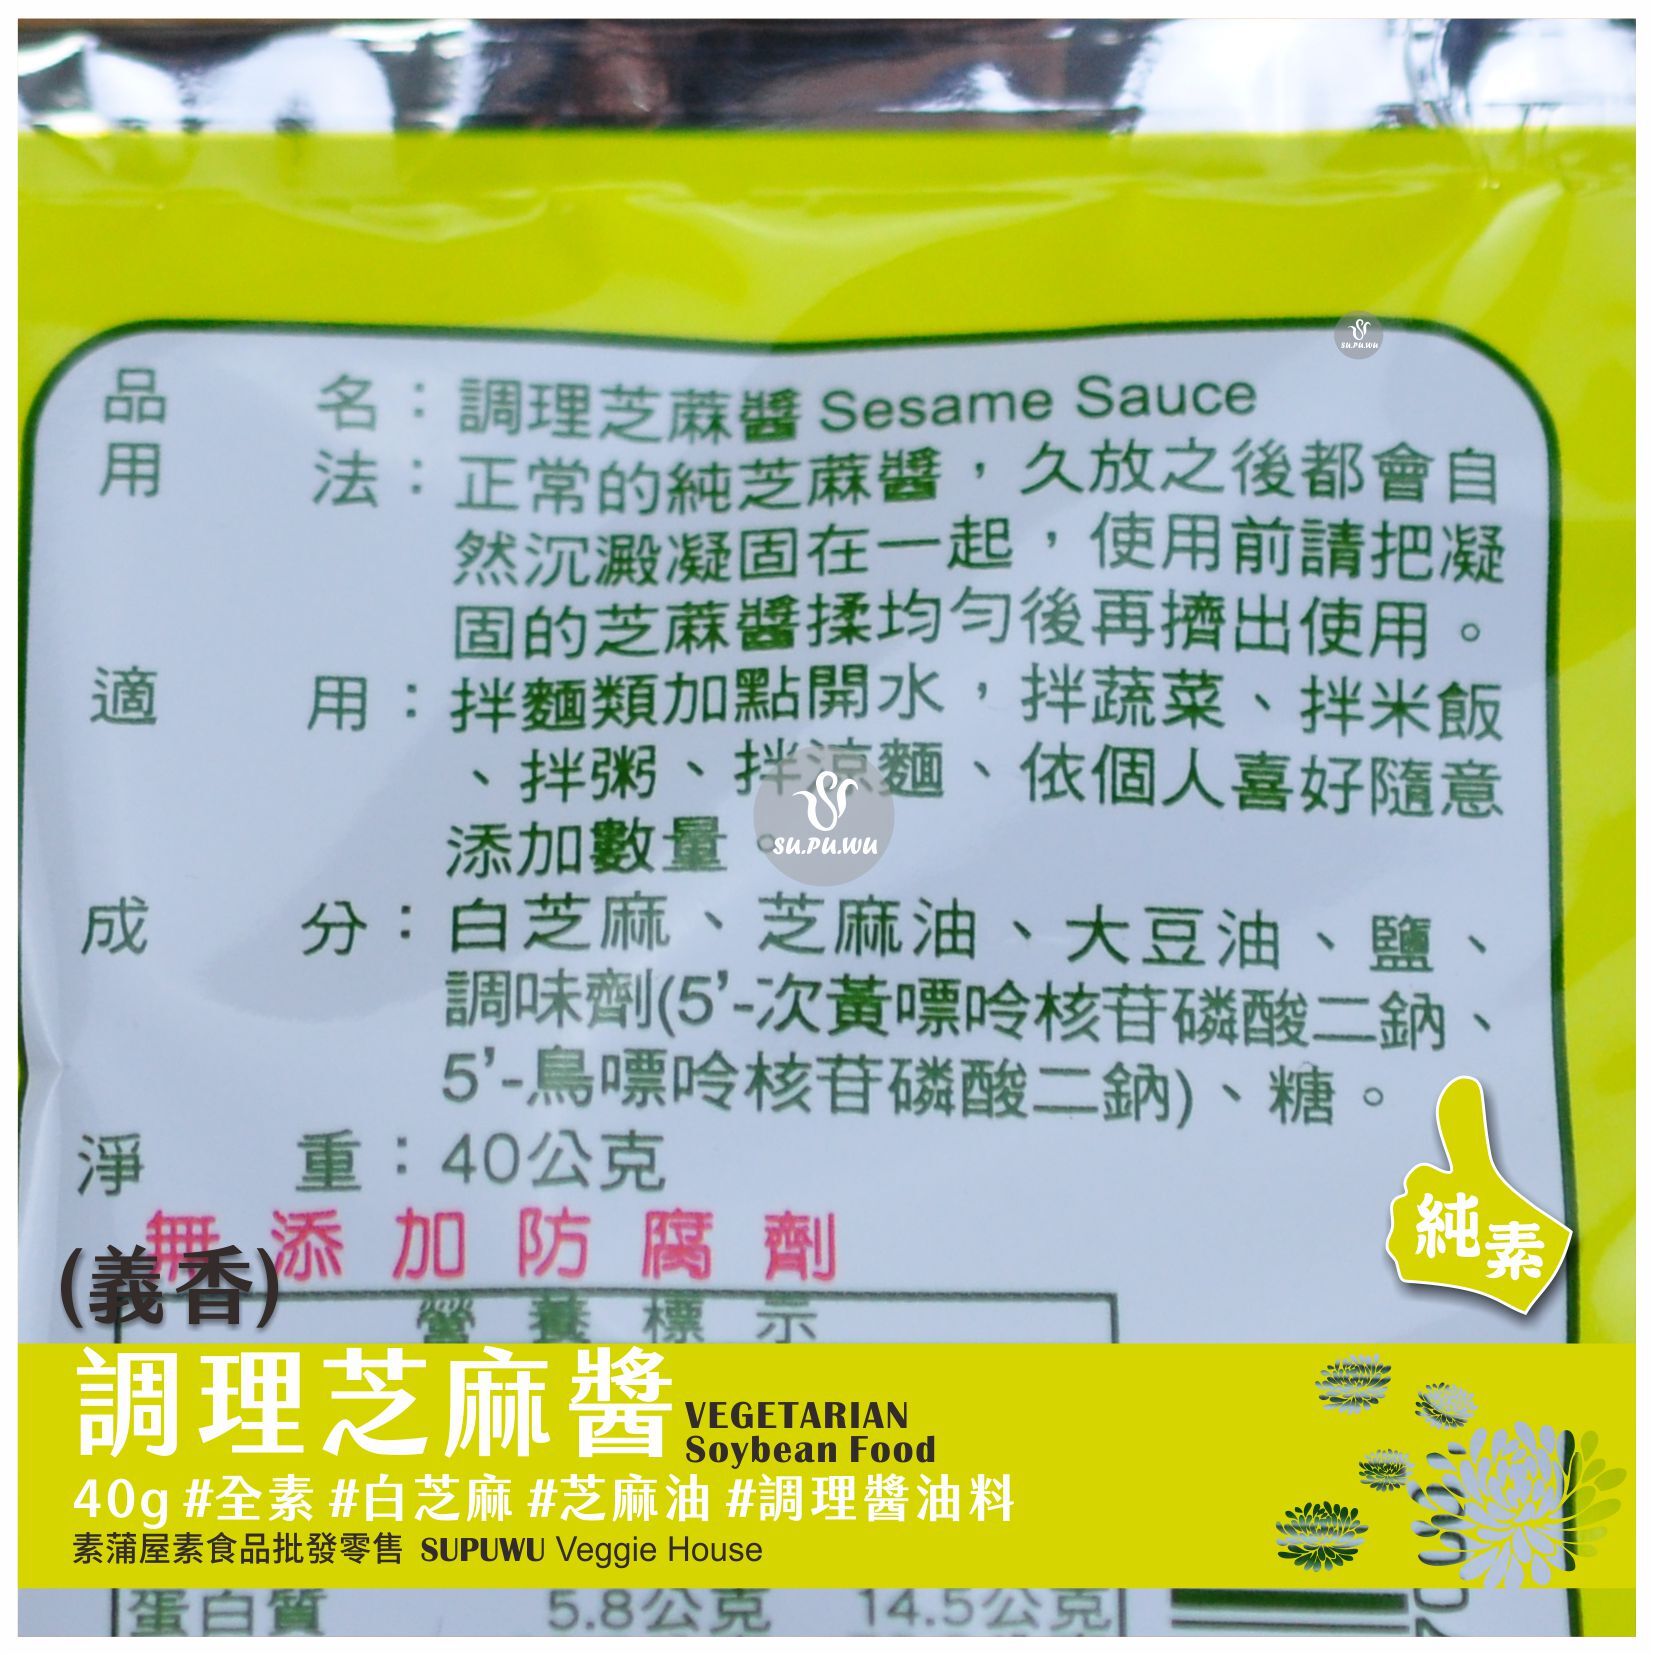 su.pu.wu
品名：調理芝蔴醬 Sesame Sauce
用法：正常的純芝蔴醬，久放之後都會自
然沉澱凝固在一起，使用前請把凝
固的芝蔴醬揉均勻後再擠出使用。
適用：拌麵類加點開水，拌蔬菜、拌米飯
、拌粥、拌涼麵、依個人喜好隨意
添加數量。
su.pu.wu
成分：白芝麻、芝麻油、大豆油、鹽、
調味劑(5’-次黃嘌呤核苷磷酸二鈉、
5’-鳥嘌呤核苷磷酸二鈉)、糖。
淨重：40公克
純素
無添加防腐劑
(義香)
營養標示
調理芝麻醬
VEGETARIAN
Soybean Food
40g #全素 #白芝麻 #芝麻油 #調理醬油料
素蒲屋素食品批發零售 SUPUWU Veggie House
蛋白質 5.8公克 14.5公克